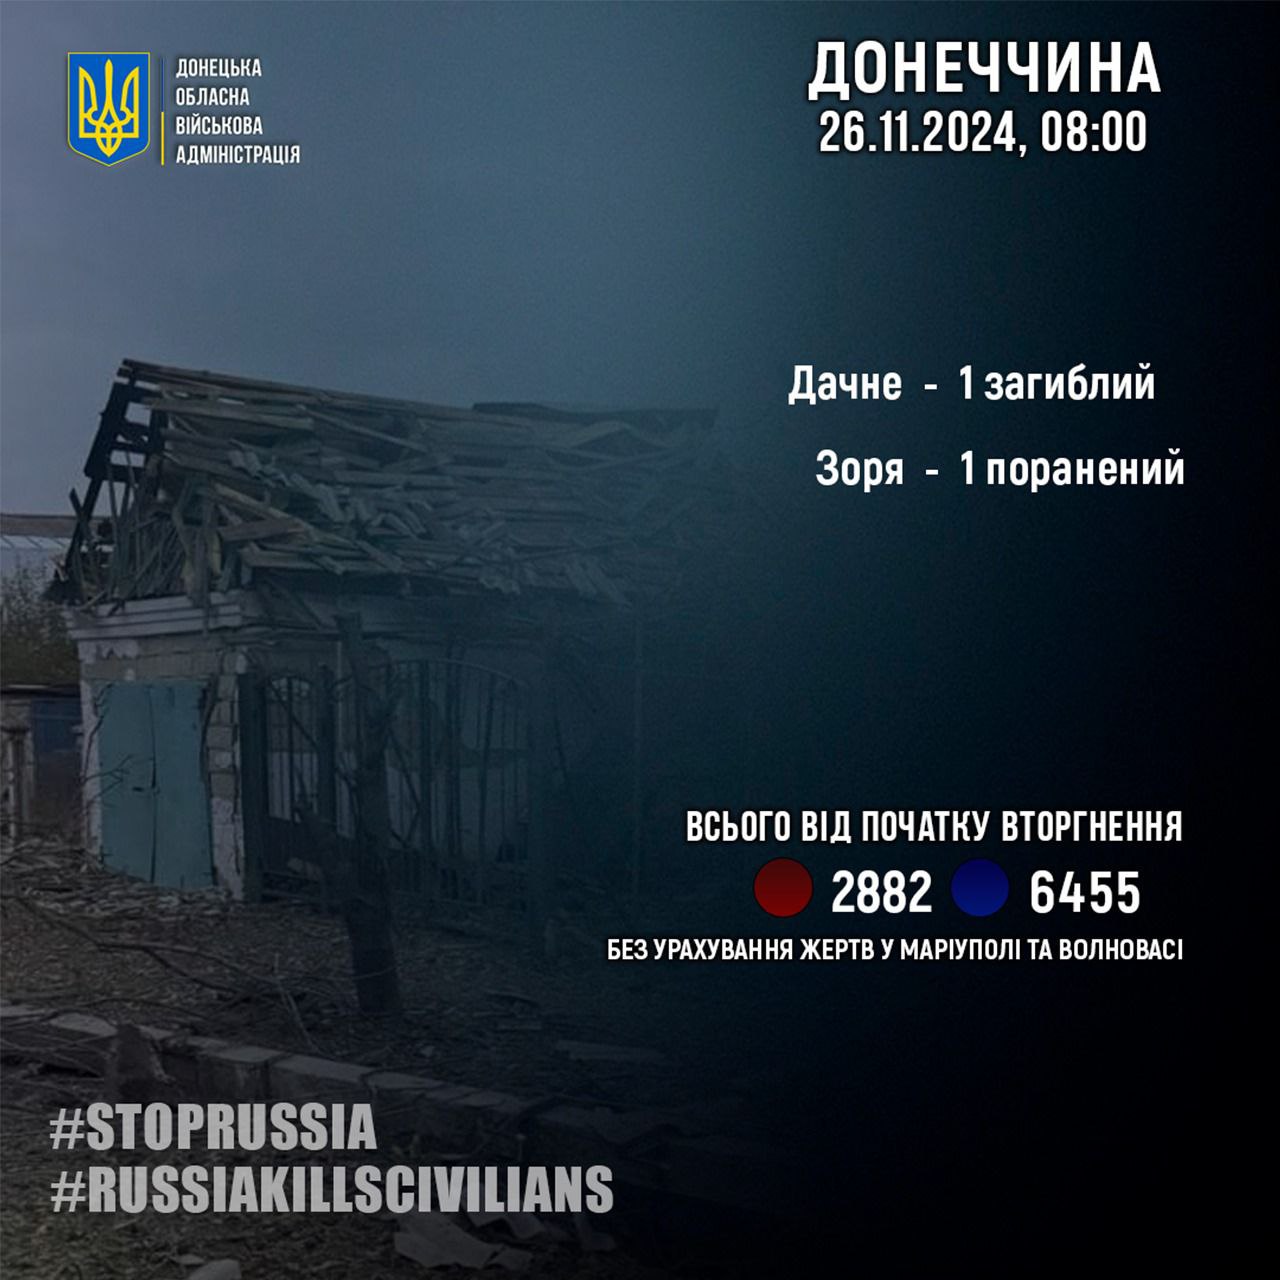 ДОНЕЦЬКА
ОБЛАСНА
ВІЙСЬКОВА
АДМІНІСТРАЦІЯ
ДОНЕЧЧИНА
26.11.2024, 08:00
Дачне - 1 загиблий
Зоря - 1 поранений
ВСЬОГО ВІД ПОЧАТКУ ВТОРГНЕННЯ
2882 6455
БЕЗ УРАХУВАННЯ ЖЕРТВ У МАРІУПОЛІ ТА ВОЛНОВАСІ
#STOPRUSSIA
#RUSSIAKILLSCIVILIANS